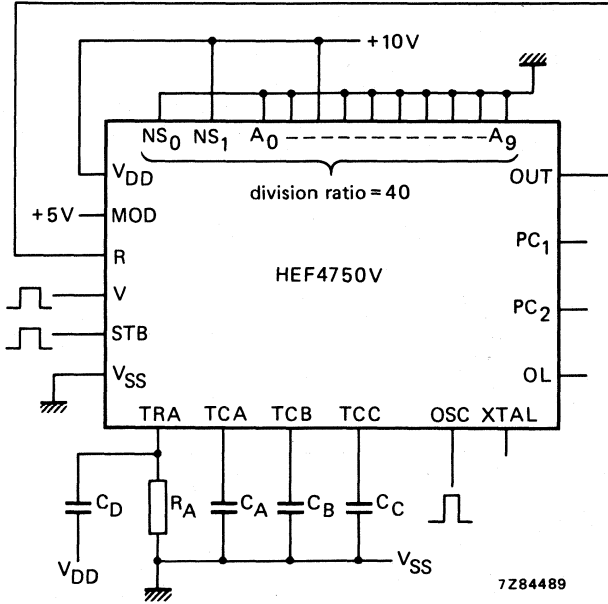 +10V
NS0 NS1 A0 A9
VDD
division ratio = 40
OUT
+5V MOD
PC1
R
HEF4750V
V
PC2
STB
VSS
OL
TRA TCA TCB TCC OSC XTAL
CD RA CA CB CC
VDD
VSS
7Z84489